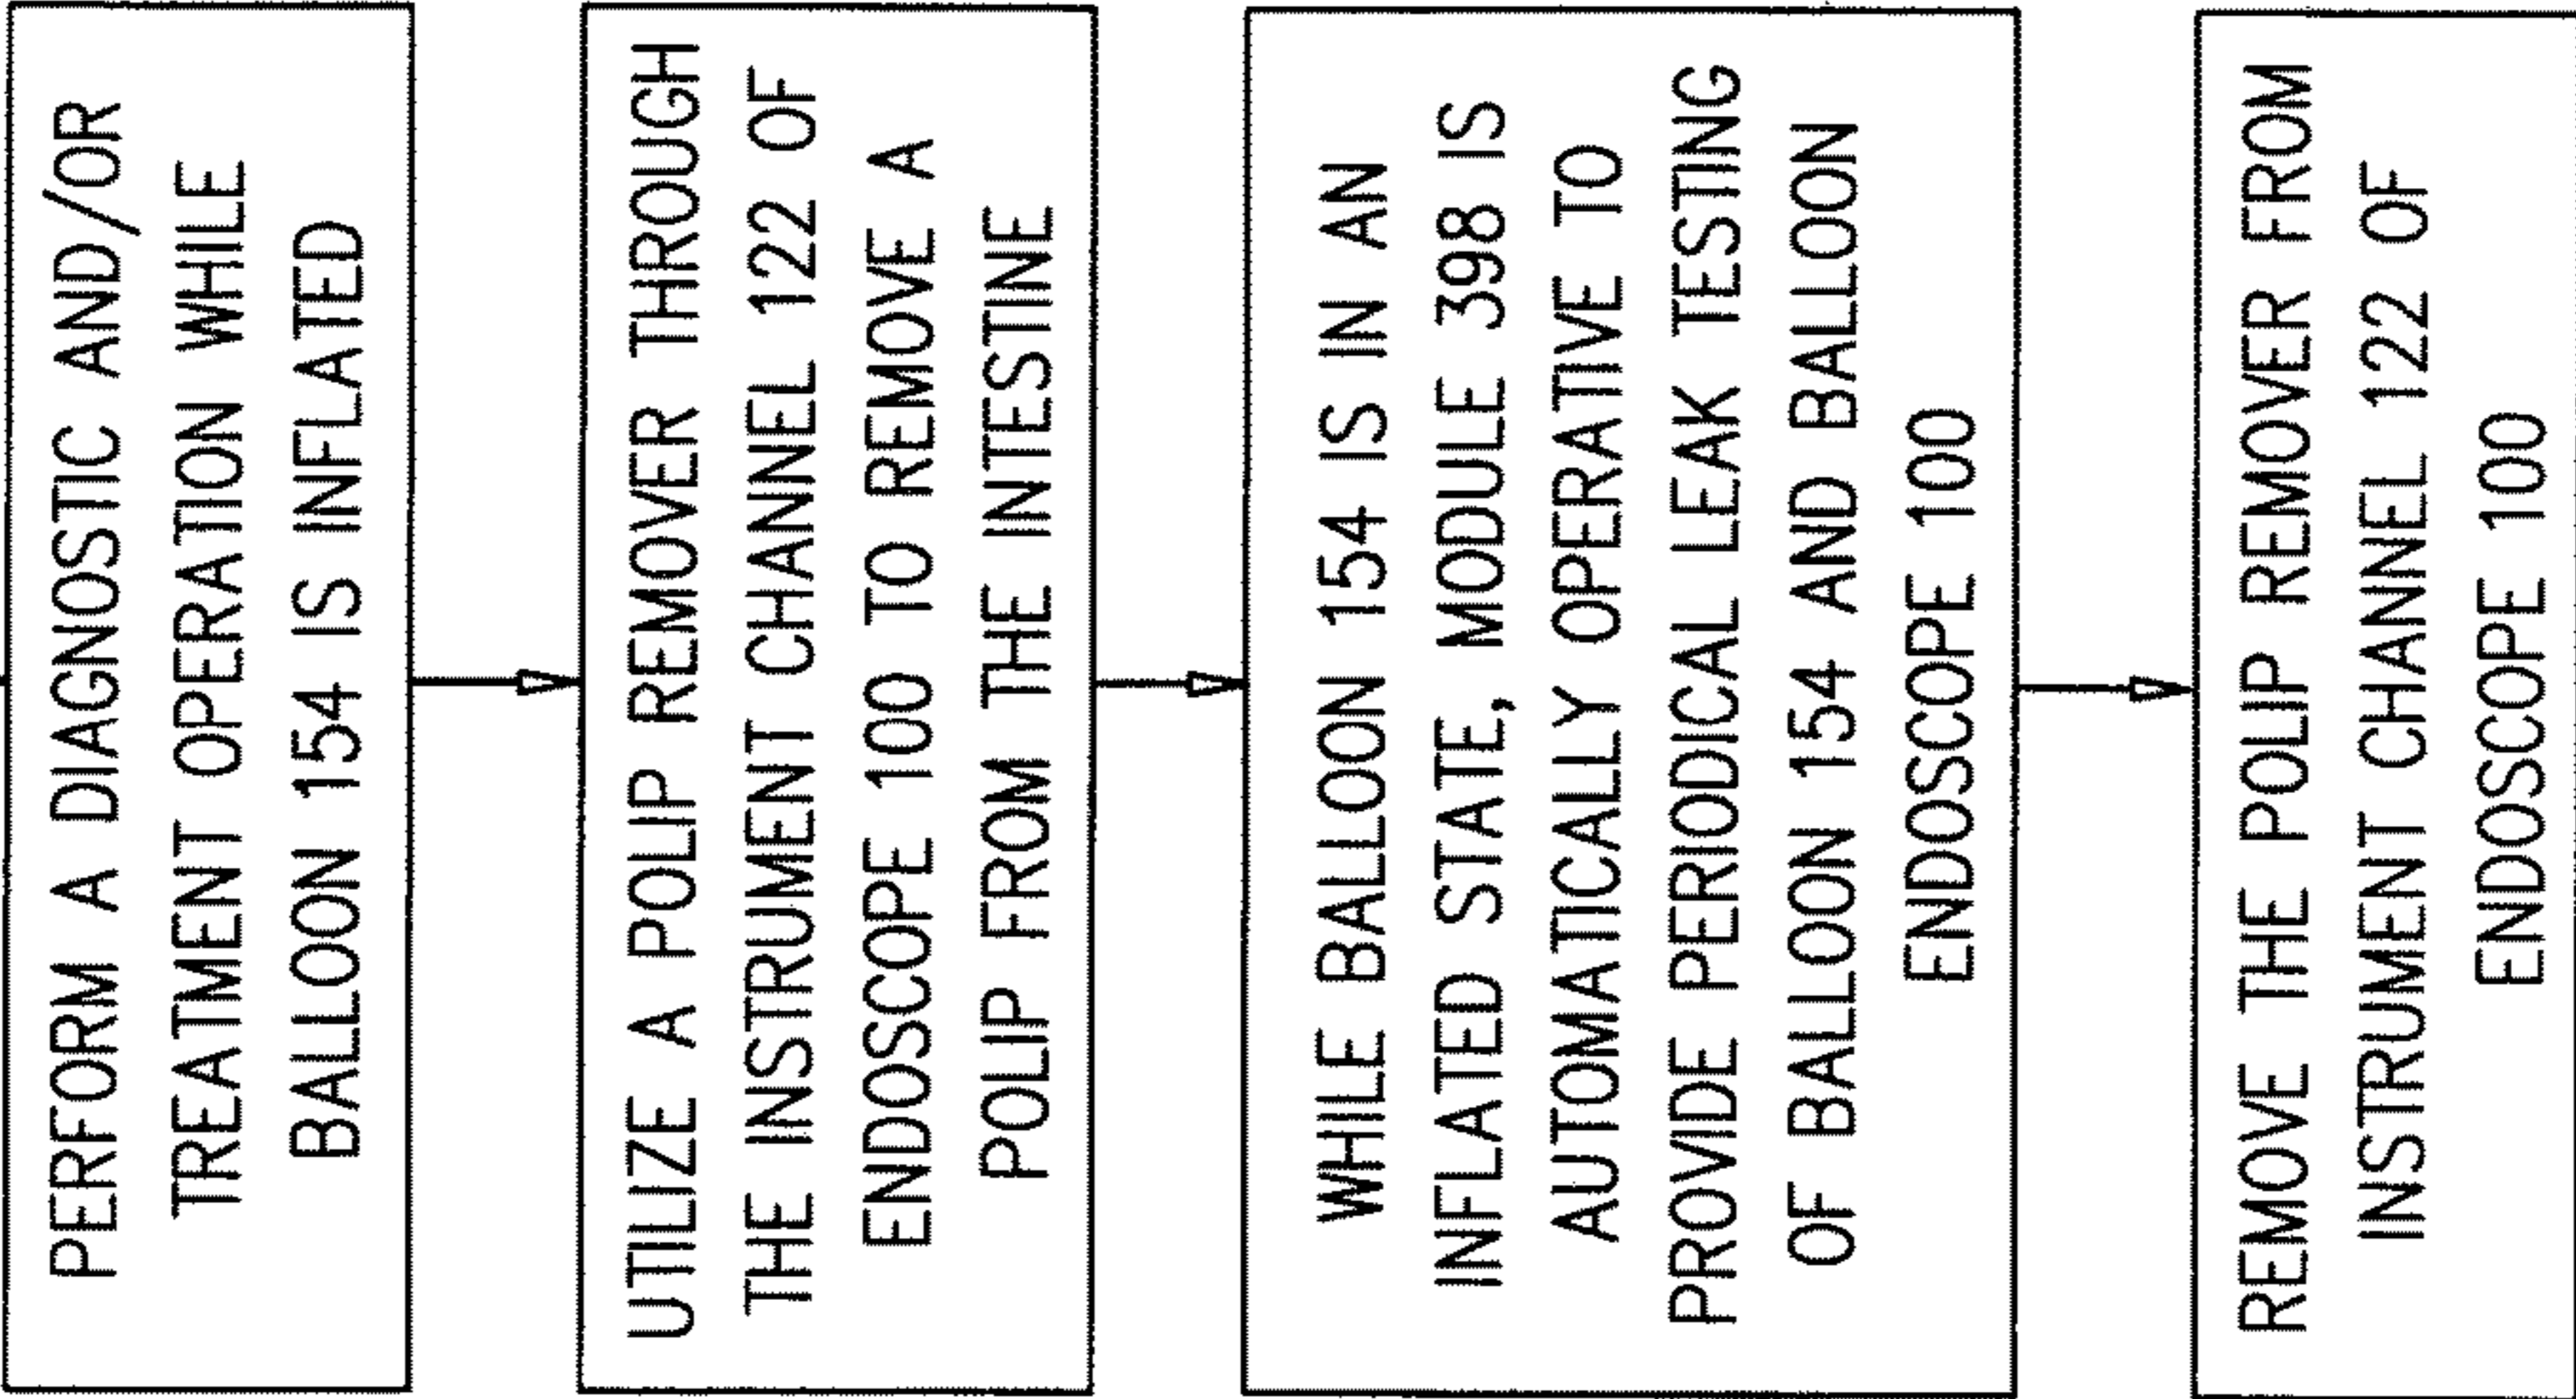 PERFORM A DIAGNOSTIC AND/OR
TREATMENT OPERATION WHILE
BALLOON 154 IS INFLATED
UTILIZE A POLIP REMOVER THROUGH
THE INSTRUMENT CHANNEL 122 OF
ENDOSCOPE 100 TO REMOVE A
POLIP FROM THE INTESTINE
WHILE BALLOON 154 IS IN AN
INFLATED STATE, MODULE 398 IS
AUTOMATICALLY OPERATIVE TO
PROVIDE PERIODICAL LEAK TESTING
OF BALLOON 154 AND BALLOON
ENDOSCOPE 100
REMOVE THE POLIP REMOVER FROM
INSTRUMENT CHANNEL 122 OF
ENDOSCOPE 100